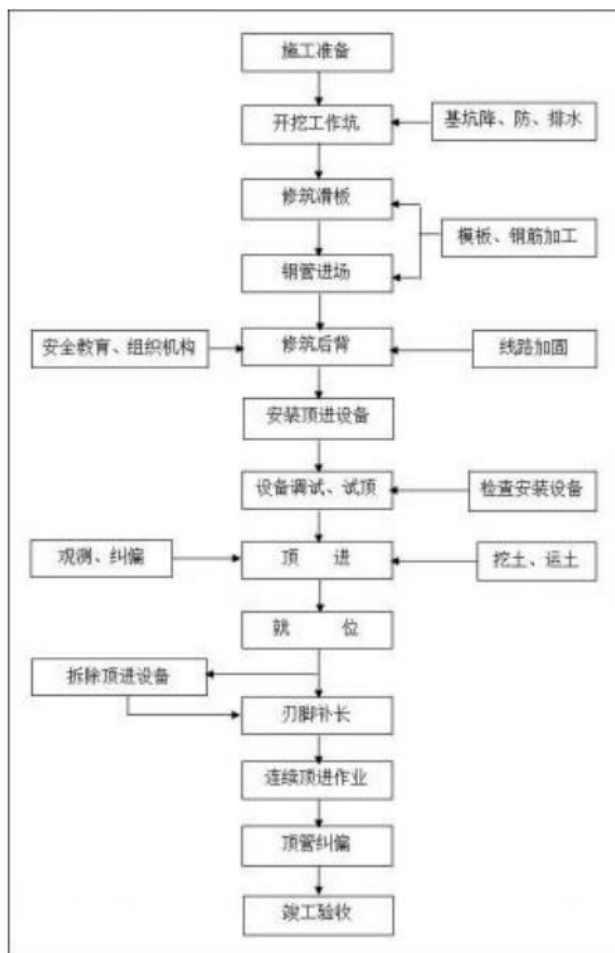 施工准备
开挖工作坑
基坑降、防、排水
修筑滑板
模板、钢筋加工
钢管进场
安全教育、组织机构
修筑后背
线路加固
安装顶进设备
设备调试、试顶
检查安装设备
观测、纠偏
顶 进
挖土、运土
就 位
拆除顶进设备
刃脚补长
连续顶进作业
顶管纠偏
竣工验收